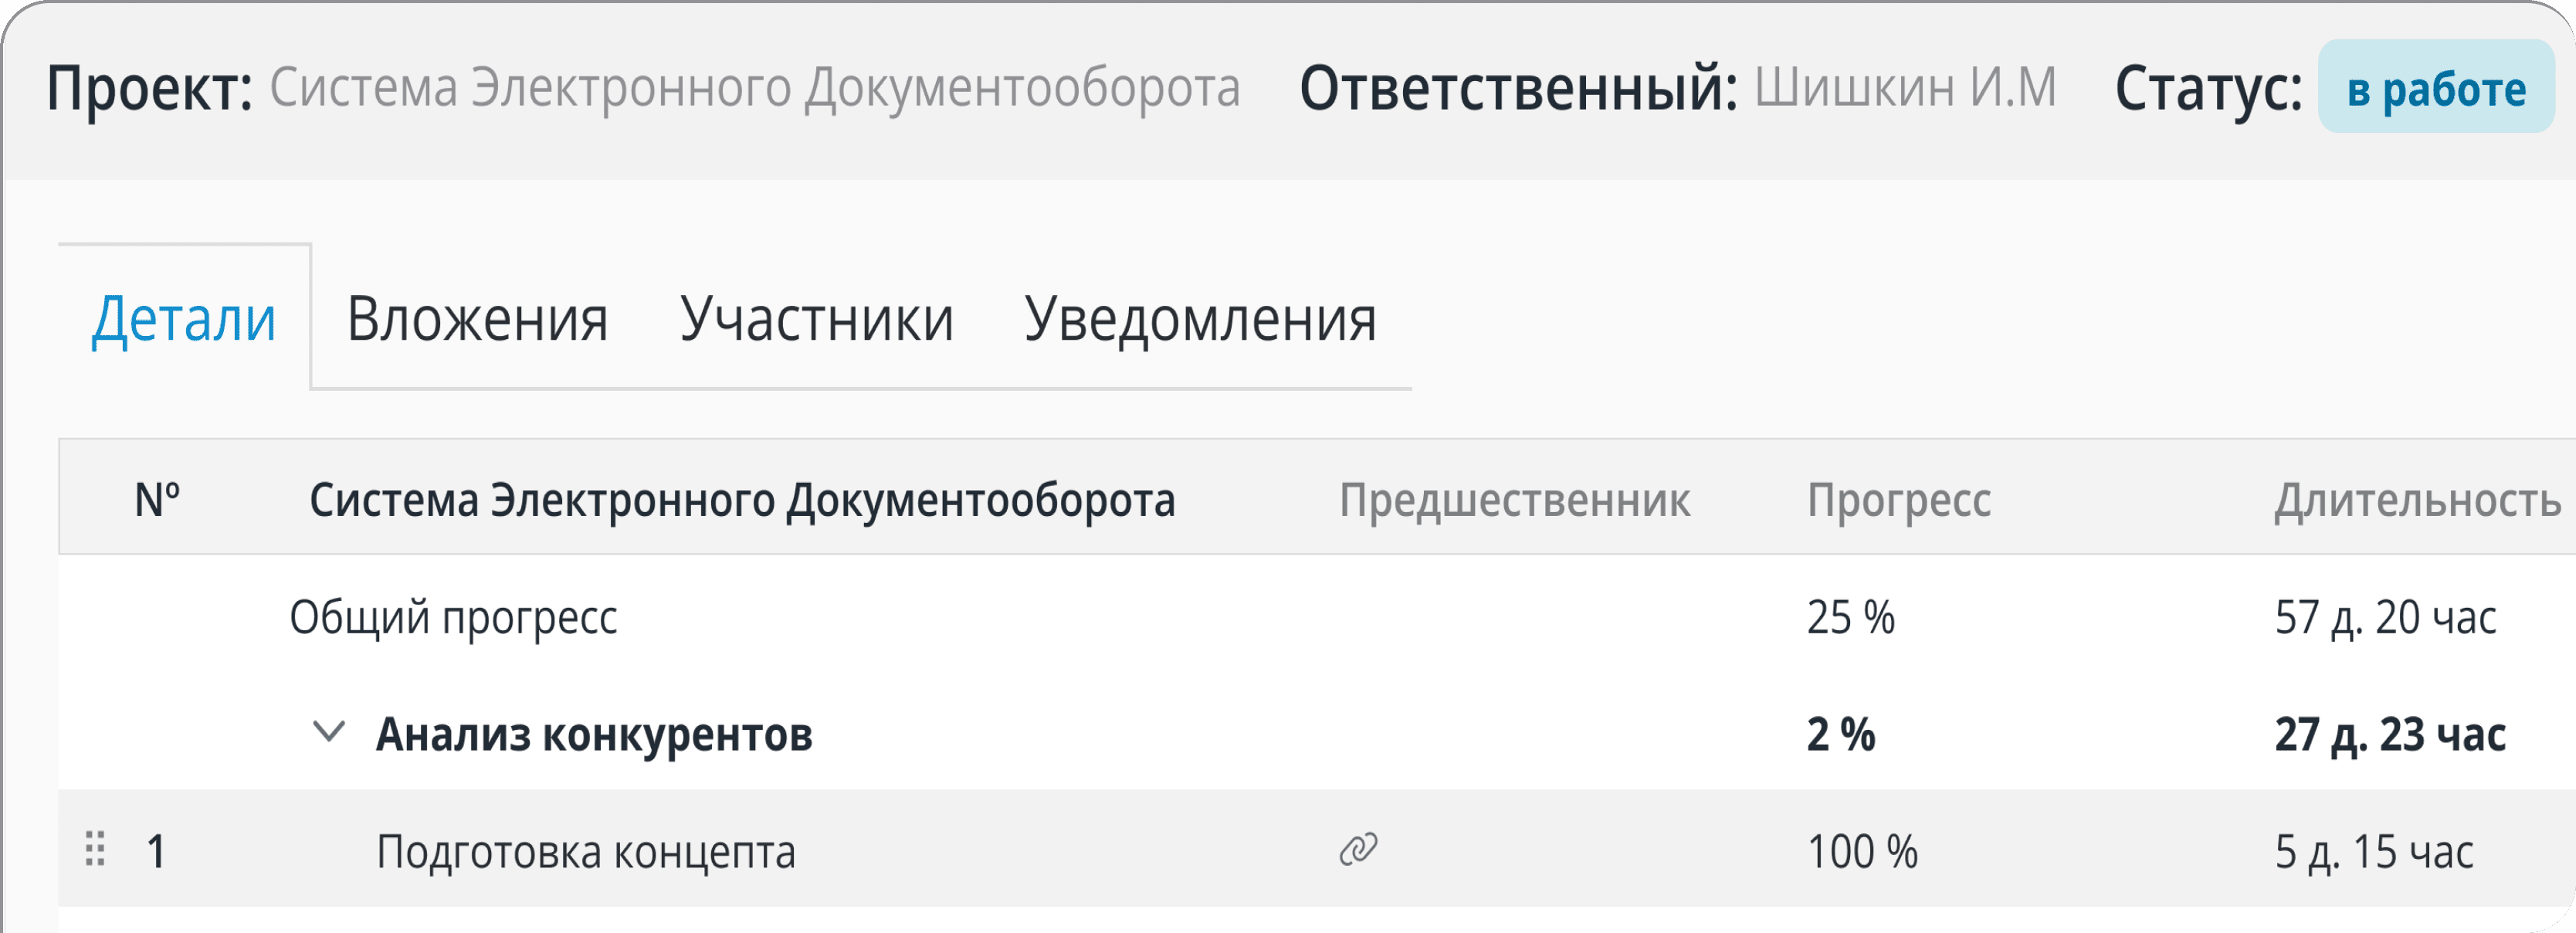 Проект: Система Электронного Документооборота Ответственный: Шишкин И.М Статус: в работе
Детали Вложения Участники Уведомления
Nº Система Электронного Документооборота Предшественник Прогресс Длительность
Общий прогресс 25 % 57 д. 20 час
Анализ конкурентов 2 % 27 д. 23 час
1 Подготовка концепта 100 % 5 д. 15 час